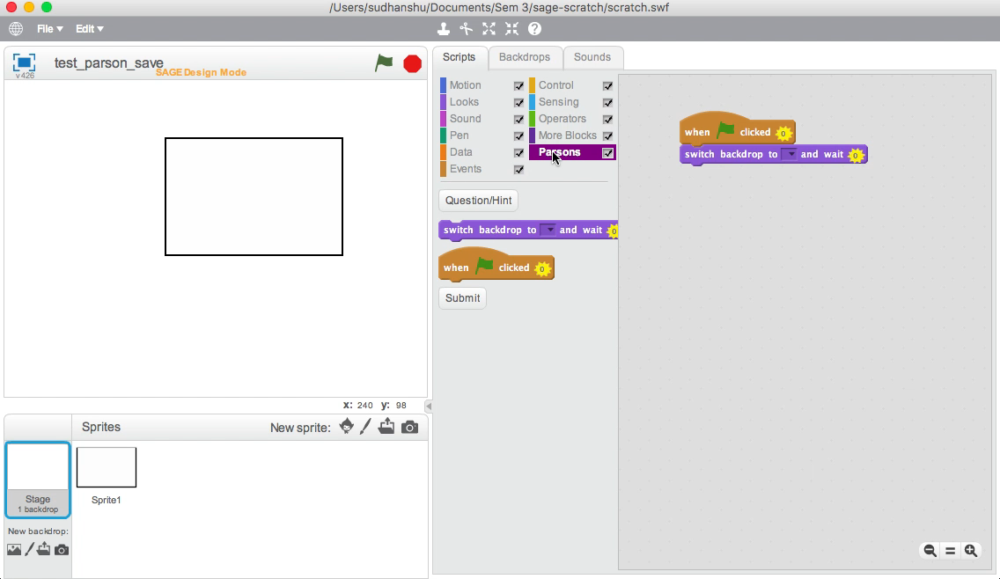 /Users/sudhanshu/Documents/Sem 3/sage-scratch/scratch.swf
File Edit
test_parson_save
SAGE Design Mode
v426
Scripts Backdrops Sounds
Motion Control
Looks Sensing
Sound Operators
Pen More Blocks
Data Parsons
Events
Question/Hint
switch backdrop to and wait 0
when clicked 0
Submit
when clicked 0
switch backdrop to and wait 0
x: 240 y: 98
Sprites New sprite:
Stage
1 backdrop
Sprite1
New backdrop: